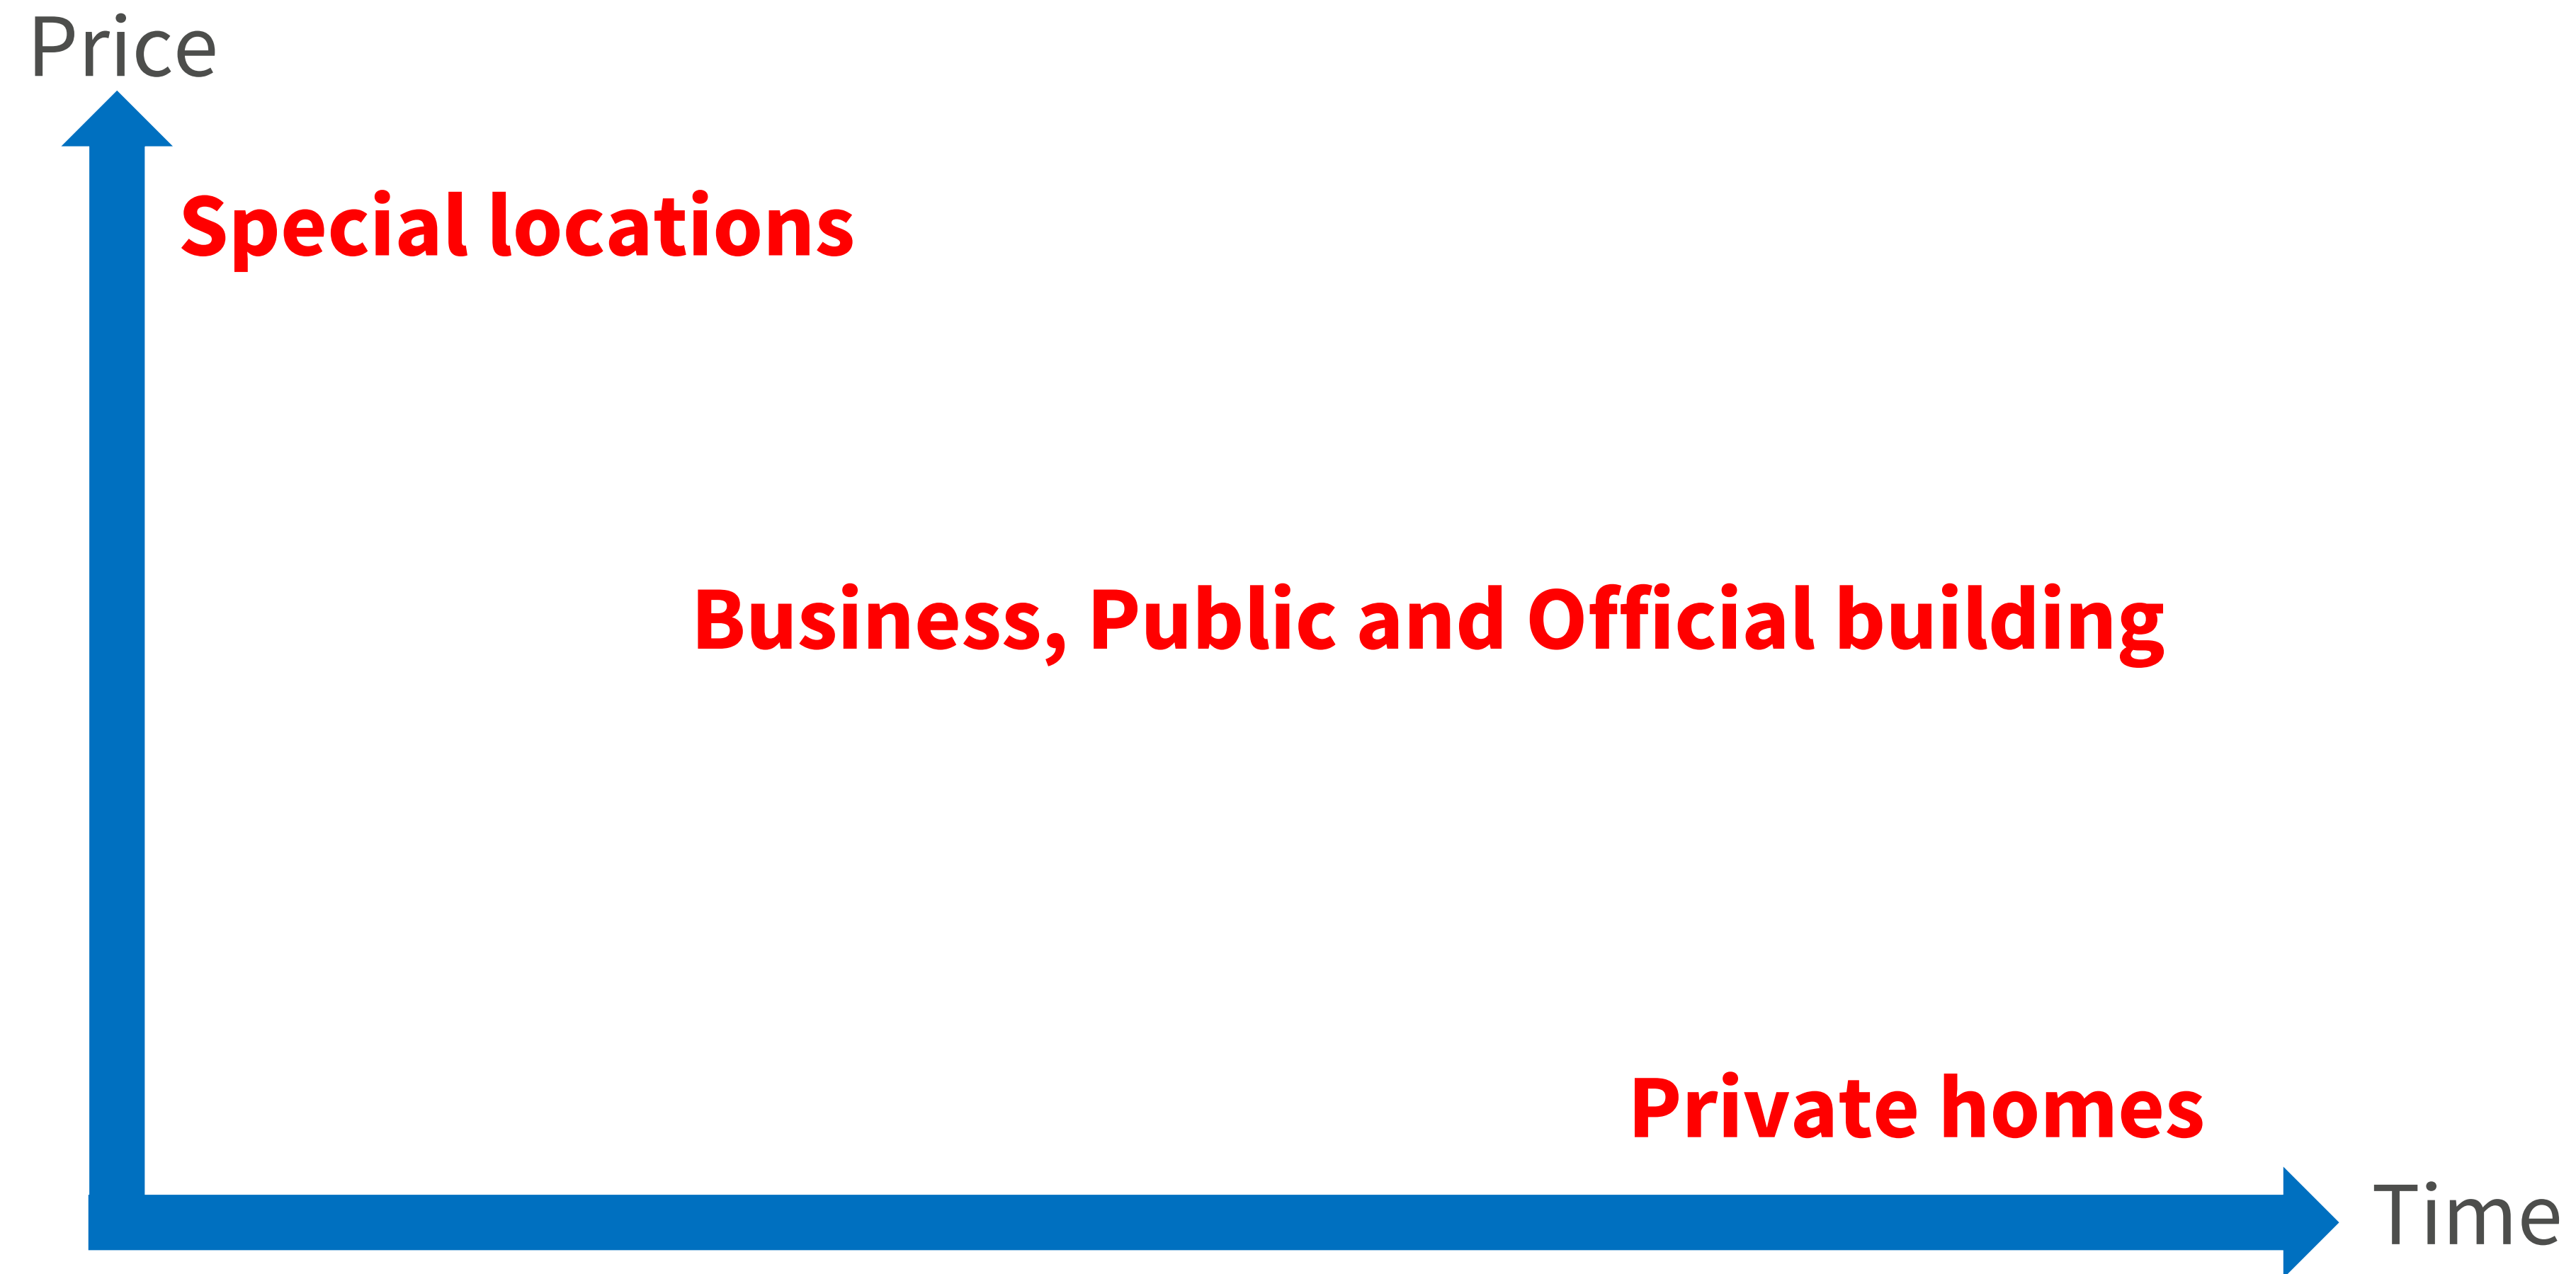 Price
Special locations
Business, Public and Official building
Private homes
Time